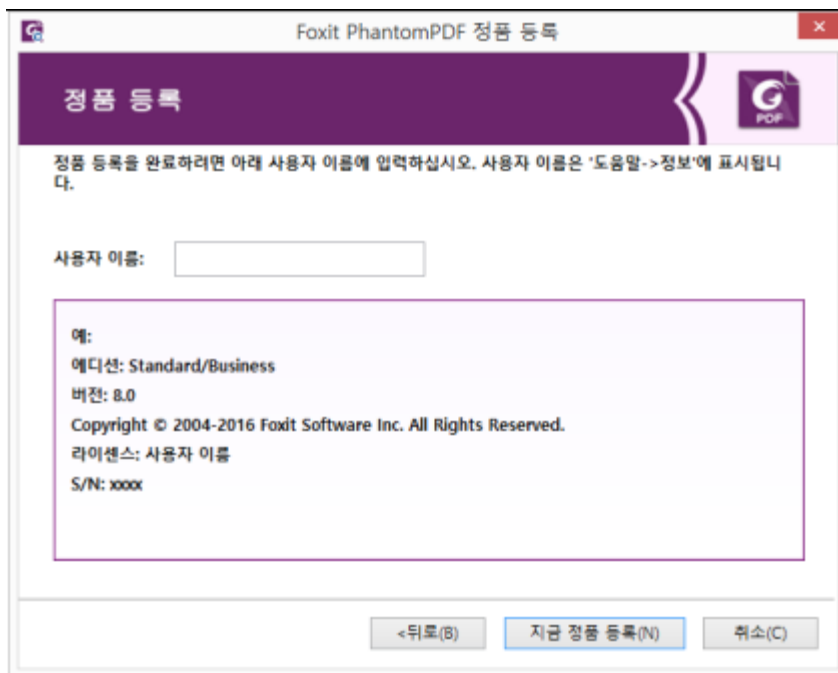 Foxit PhantomPDF 정품 등록
정품 등록
PDF
정품 등록을 완료하려면 아래 사용자 이름에 입력하십시오. 사용자 이름은 '도움말->정보'에 표시됩니
다.
사용자 이름:
예:
에디션: Standard/Business
버전: 8.0
Copyright © 2004-2016 Foxit Software Inc. All Rights Reserved.
라이센스: 사용자 이름
S/N: xxxx
<뒤로(B) 지금 정품 등록(N) 취소(C)